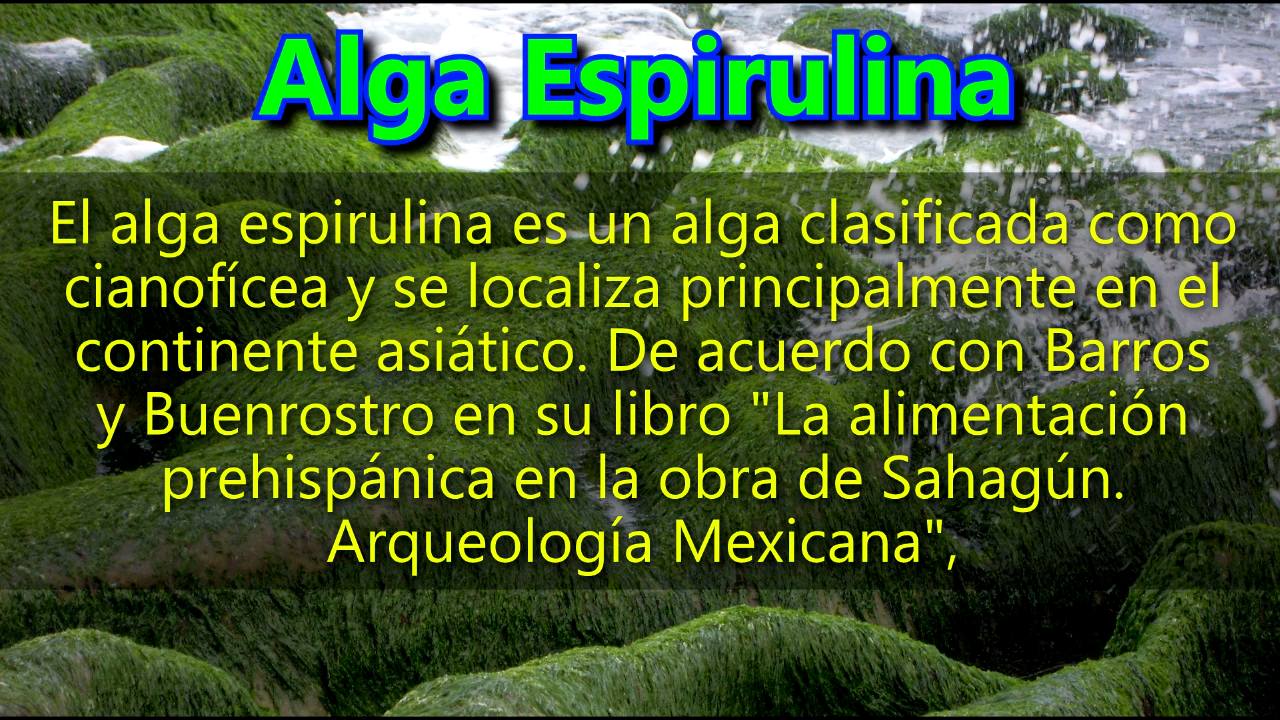 Alga Espirulina
El alga espirulina es un alga clasificada como
cianofícea y se localiza principalmente en el
continente asiático. De acuerdo con Barros
y Buenrostro en su libro "La alimentación
prehispánica en la obra de Sahagún.
Arqueología Mexicana",